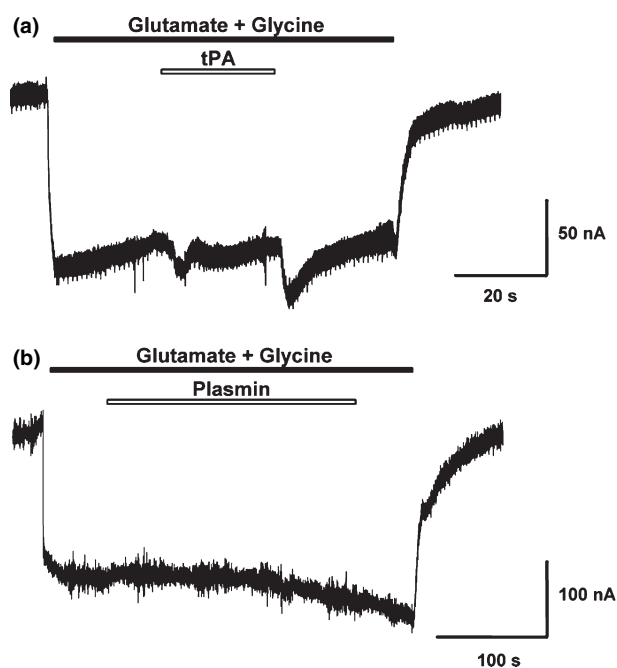 (a)
Glutamate + Glycine
tPA
50 nA
20 s
(b)
Glutamate + Glycine
Plasmin
100 nA
100 s